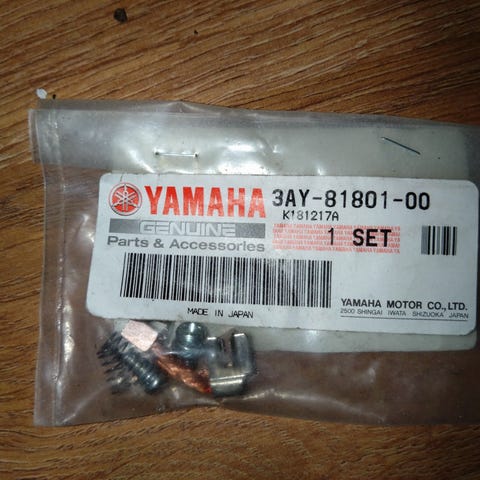 YAMAHA 3AY-81801-00
K181217A
GENUINE
Parts & Accessories
1 SET
YAMAHA MOTOR CO., LTD.
2500 SHINGAI IWATA SHIZUOKA JAPAN
MADE IN JAPAN